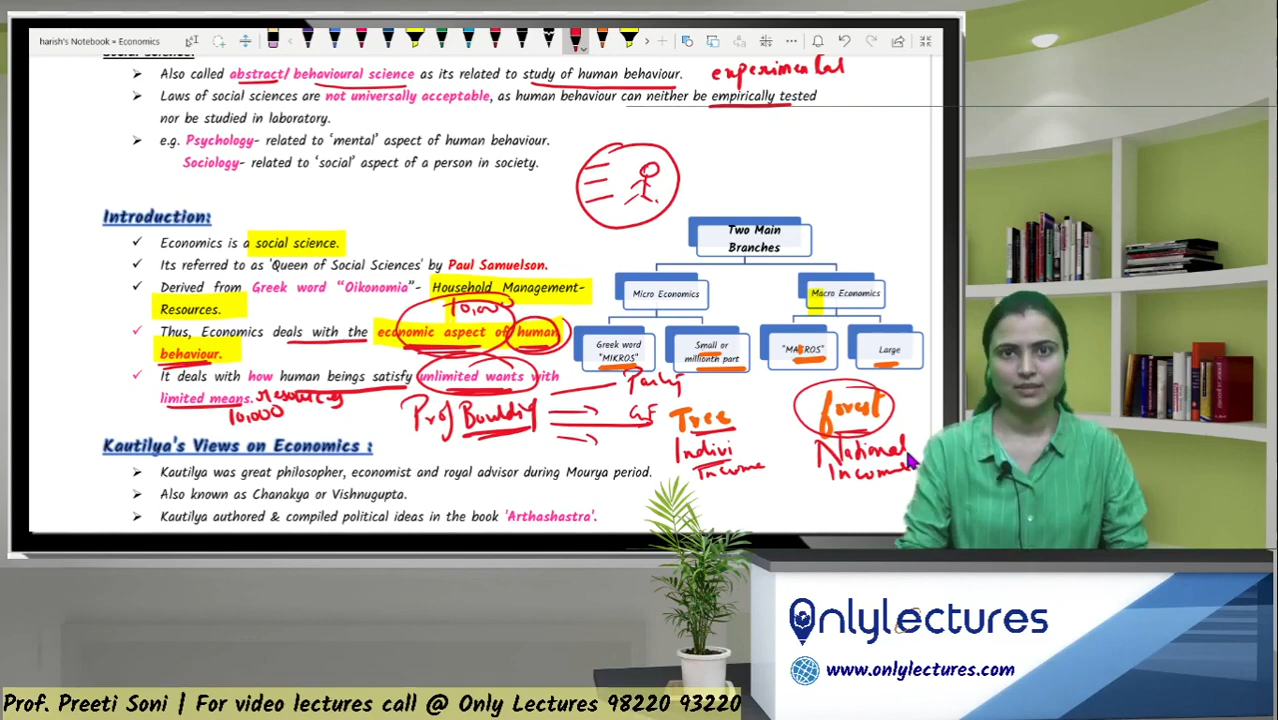 harish's Notebook = Economics
Also called abstract/ behavioural science as its related to study of human behaviour.
experimental
Laws of social sciences are not universally acceptable, as human behaviour can neither be empirically tested
nor be studied in laboratory.
e.g. Psychology- related to 'mental' aspect of human behaviour.
Sociology- related to 'social' aspect of a person in society.
Introduction:
Economics is a social science.
Its referred to as 'Queen of Social Sciences' by Paul Samuelson.
Derived from Greek word "Oikonomia"- Household Management-
Resources.
10,000
Thus, Economics deals with the economic aspect of human
behaviour.
It deals with how human beings satisfy unlimited wants with
limited means. resources
10,000
Prof Boulding
Party
GF
Two Main
Branches
Micro Economics
Macro Economics
Greek word
"MIKROS"
Small or
millionth part
"MAKROS"
Large
Tree
Indivi
Income
forest
National
Income
Kautilya's Views on Economics :
Kautilya was great philosopher, economist and royal advisor during Mourya period.
Also known as Chanakya or Vishnugupta.
Kautilya authored & compiled political ideas in the book 'Arthashastra'.
Onlylectures
www.onlylectures.com
Prof. Preeti Soni | For video lectures call @ Only Lectures 98220 93220